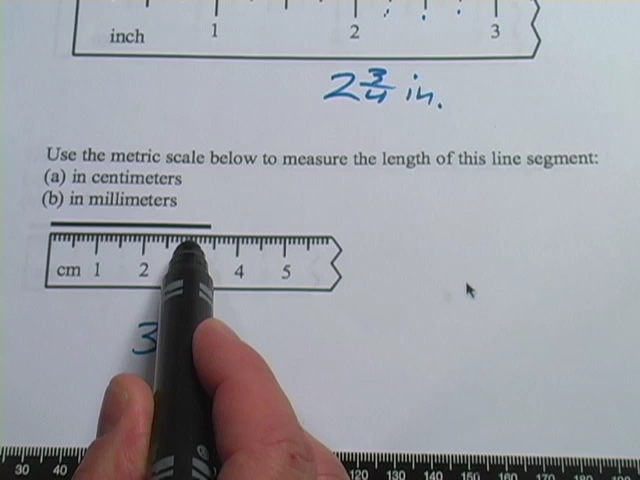 inch 1 2 3
2 3/4 in.
Use the metric scale below to measure the length of this line segment:
(a) in centimeters
(b) in millimeters
cm 1 2 4 5
3
30 40 120 130 140 150 160 170 180